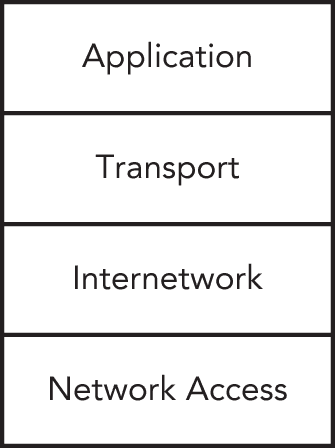 Application
Transport
Internetwork
Network Access